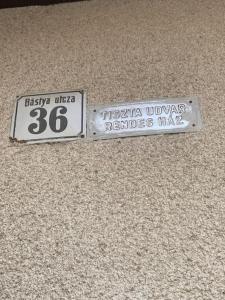 Bástya utcza
36
TISZTA UDVAR
RENDES HÁZ